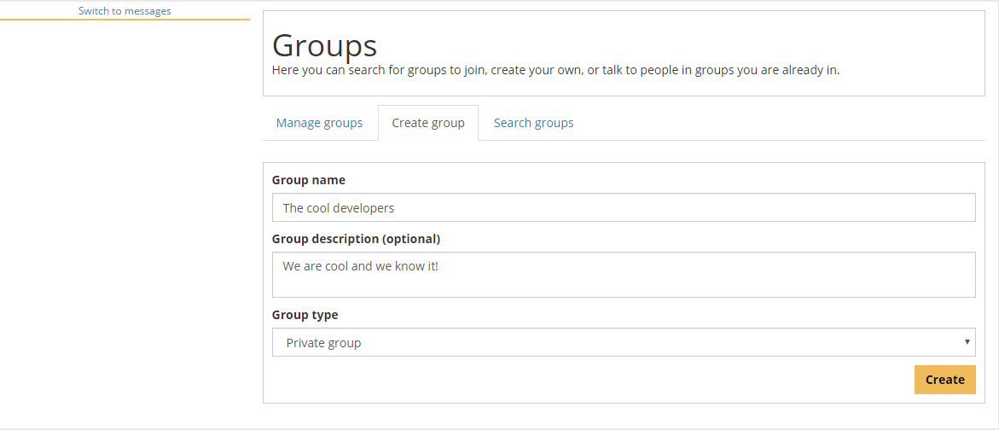 Switch to messages
Groups
Here you can search for groups to join, create your own, or talk to people in groups you are already in.
Manage groups Create group Search groups
Group name
The cool developers
Group description (optional)
We are cool and we know it!
Group type
Private group
Create